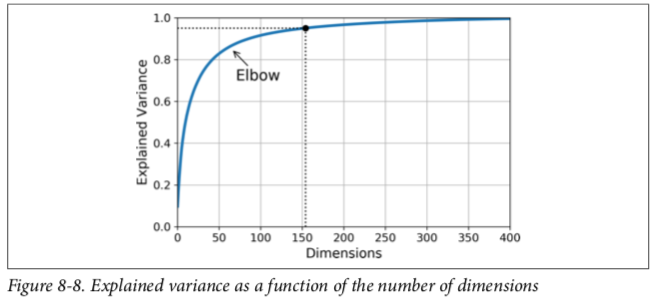 1.0
0.8
0.6
0.4
0.2
0.0
Explained Variance
Elbow
0 50 100 150 200 250 300 350 400
Dimensions
Figure 8-8. Explained variance as a function of the number of dimensions